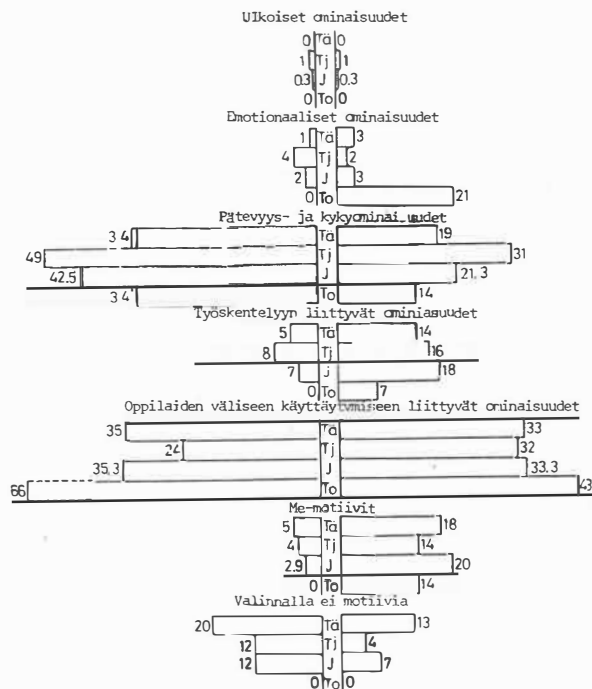 Ulkoiset ominaisuudet
0 Tä 0
1 Tj 1
0.3 J 0.3
0 To 0
Emotionaaliset ominaisuudet
1 Tä 3
4 Tj 2
2 J 3
0 To 21
Pätevyys- ja kykyominaisuudet
34 Tä 19
49 Tj 31
42.5 J 21,3
34 To 14
Työskentelyyn liittyvät ominiasuudet
5 Tä 14
8 Tj 16
7 J 18
0 To 7
Oppilaiden väliseen käyttäytymiseen liittyvät ominaisuudet
35 Tä 33
24 Tj 32
35,3 J 33.3
66 To 43
Me-motiivit
5 Tä 18
4 Tj 14
2.9 J 20
0 To 14
Valinnalla ei motiivia
20 Tä 13
12 Tj 4
12 J 7
0 To 0